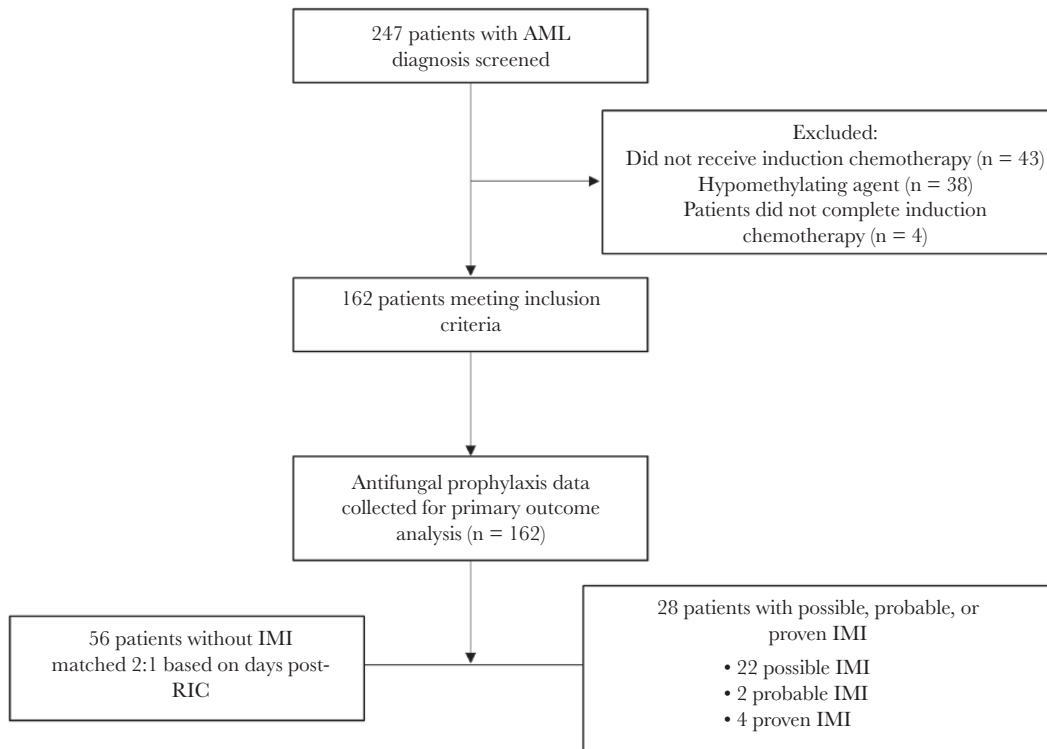 247 patients with AML
diagnosis screened
Excluded:
Did not receive induction chemotherapy (n = 43)
Hypomethylating agent (n = 38)
Patients did not complete induction
chemotherapy (n = 4)
162 patients meeting inclusion
criteria
Antifungal prophylaxis data
collected for primary outcome
analysis (n = 162)
56 patients without IMI
matched 2:1 based on days post-
RIC
28 patients with possible, probable, or
proven IMI
• 22 possible IMI
• 2 probable IMI
• 4 proven IMI